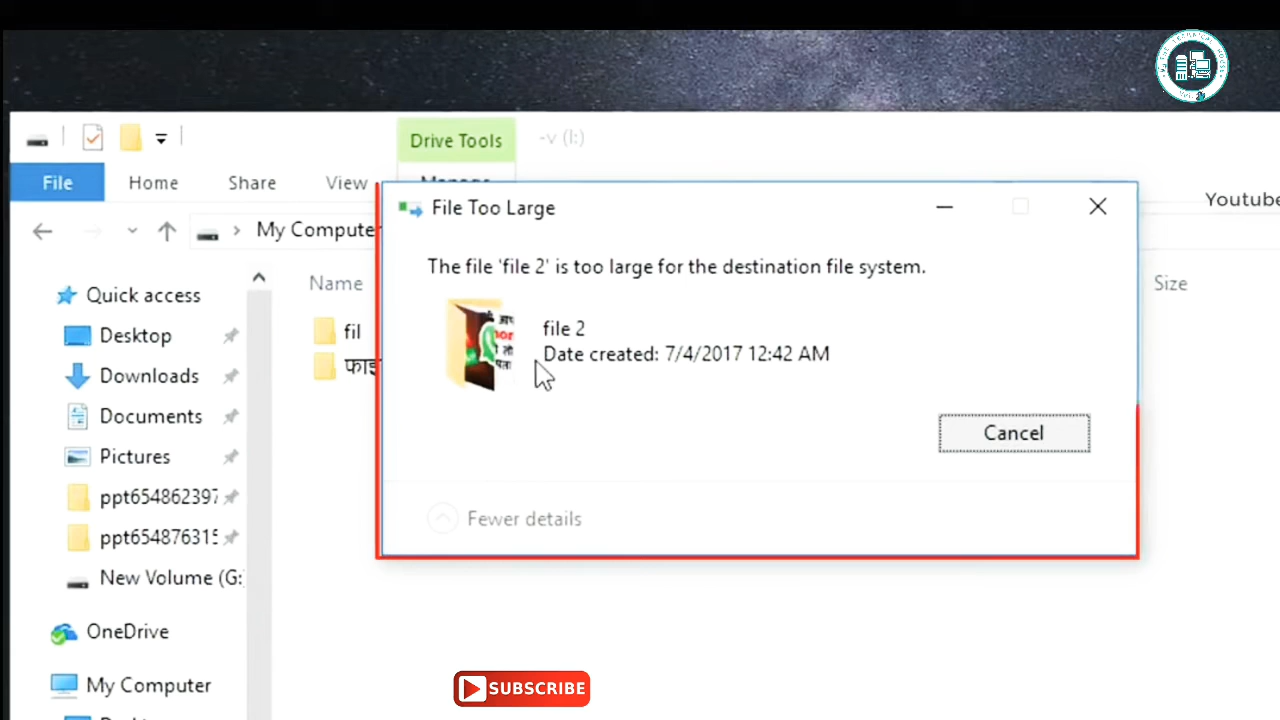 Drive Tools
-v (I:)
File
Home
Share
View
Manage
Youtube
My Compute
File Too Large
The file 'file 2' is too large for the destination file system.
file 2
Date created: 7/4/2017 12:42 AM
Cancel
Fewer details
Name
Size
fil
फाइ
Quick access
Desktop
Downloads
Documents
Pictures
ppt654862397
ppt654876315
New Volume (G:
OneDrive
My Computer
SUBSCRIBE